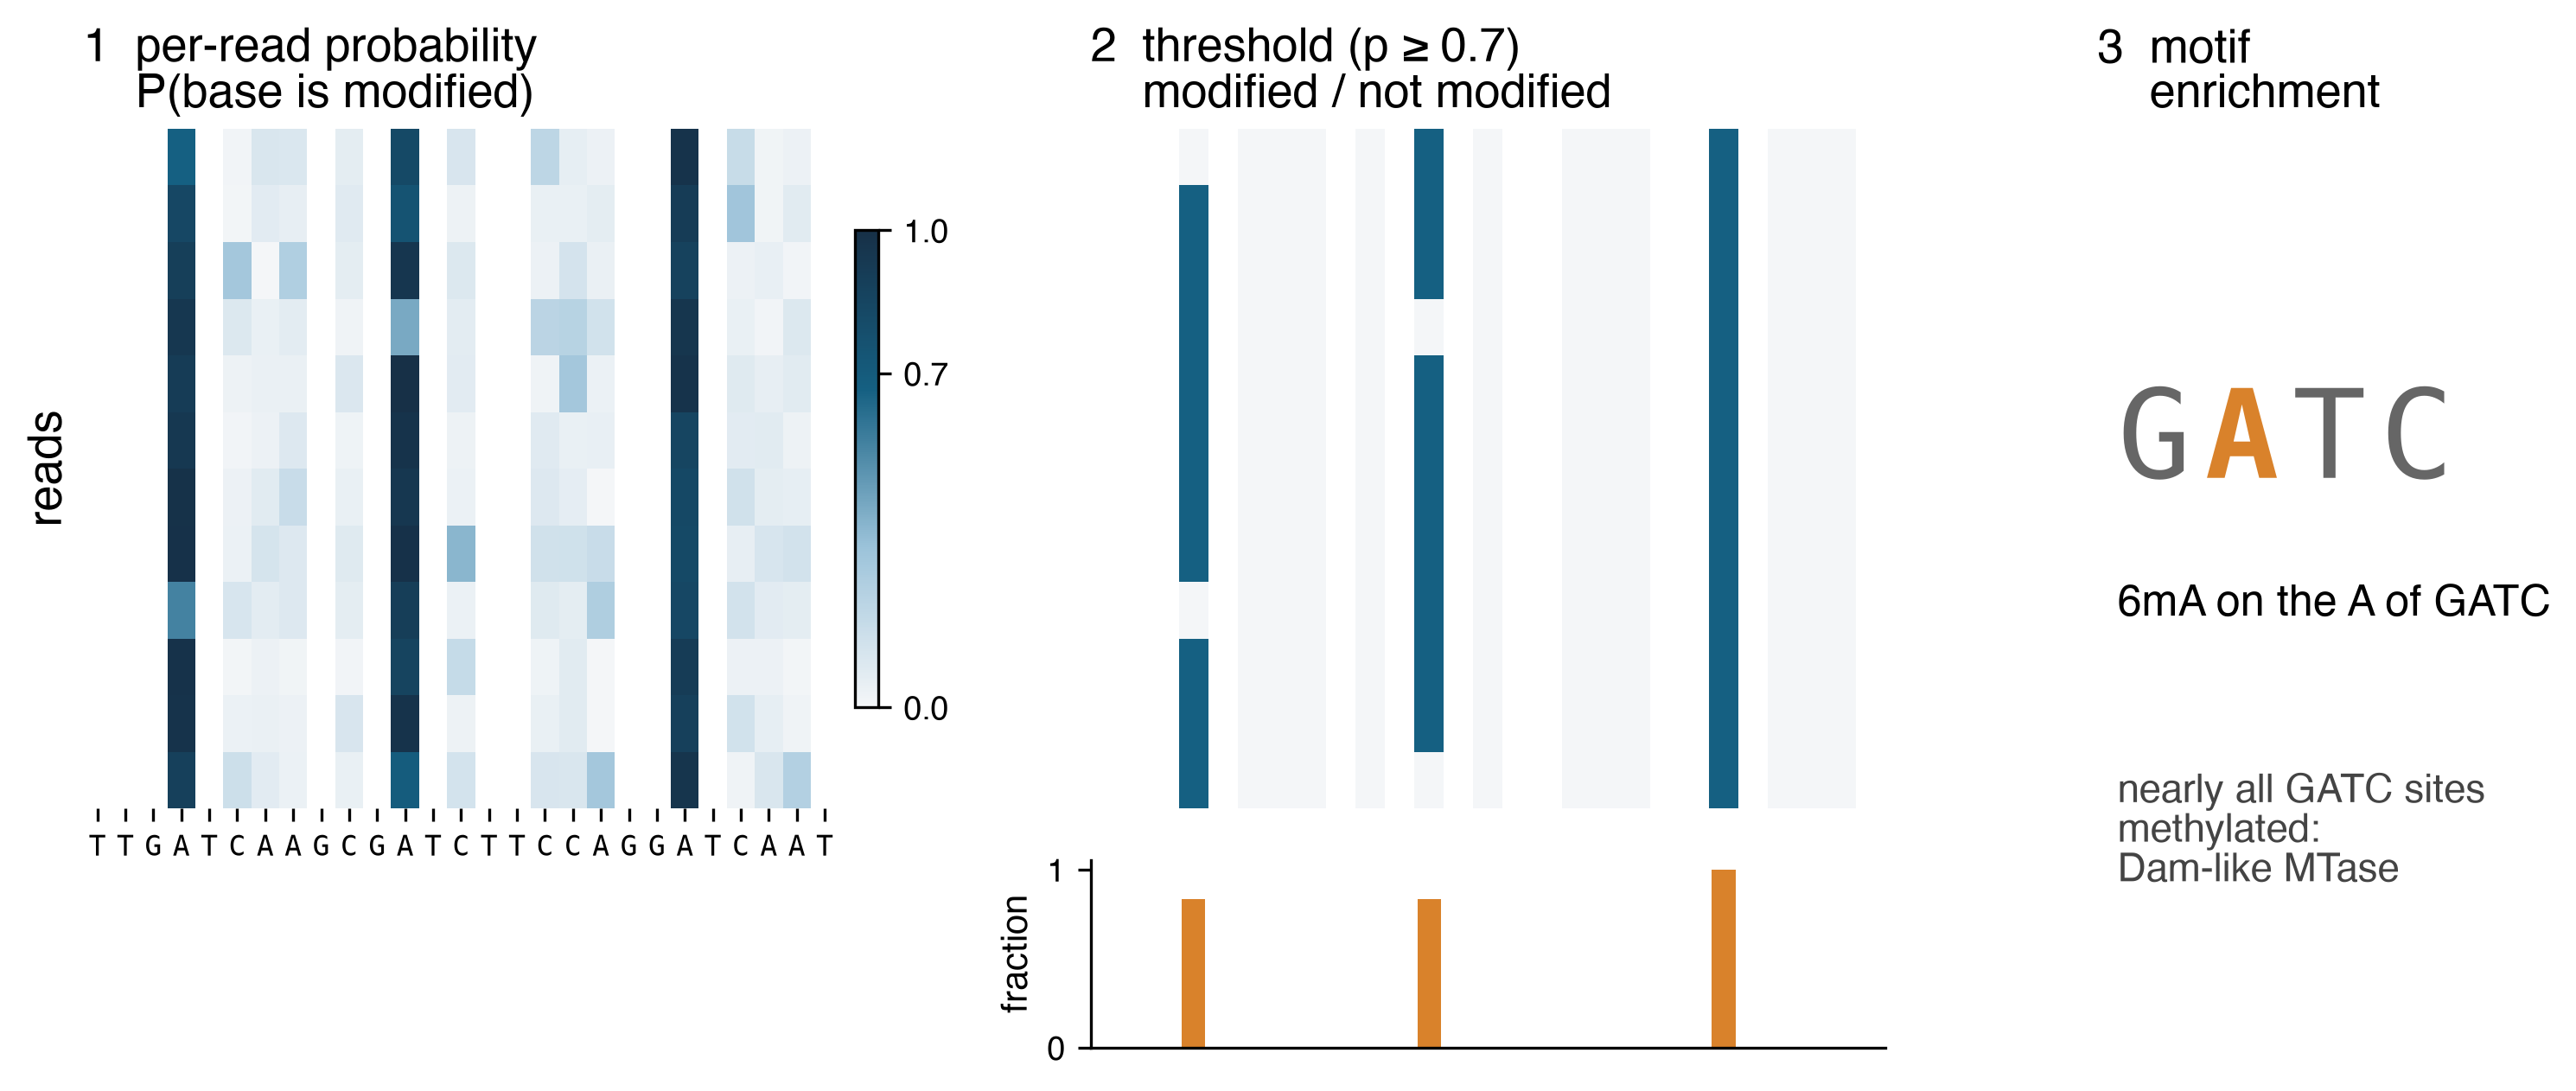 1 per-read probability
P(base is modified)
2 threshold (p ≥ 0.7)
modified / not modified
3 motif
enrichment
reads
1.0
0.7
0.0
T T G A T C A A G C G A T C T T C C A G G A T C A A T
fraction
1
0
GATC
6mA on the A of GATC
nearly all GATC sites
methylated:
Dam-like MTase